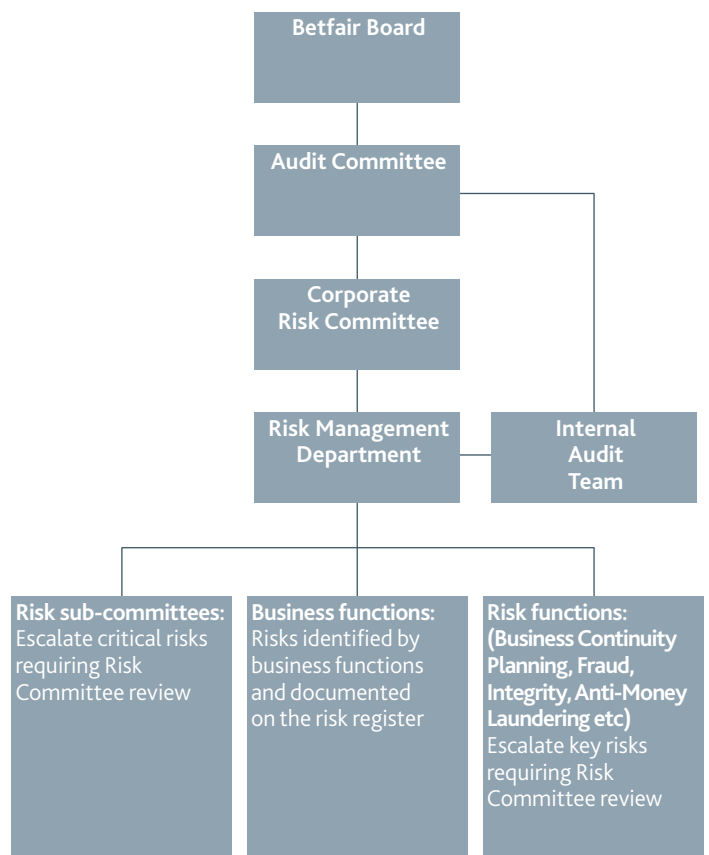 Betfair Board
Audit Committee
Corporate
Risk Committee
Risk Management
Department
Internal
Audit
Team
Risk sub-committees:
Escalate critical risks
requiring Risk
Committee review
Business functions:
Risks identified by
business functions
and documented
on the risk register
Risk functions:
(Business Continuity
Planning, Fraud,
Integrity, Anti-Money
Laundering etc)
Escalate key risks
requiring Risk
Committee review